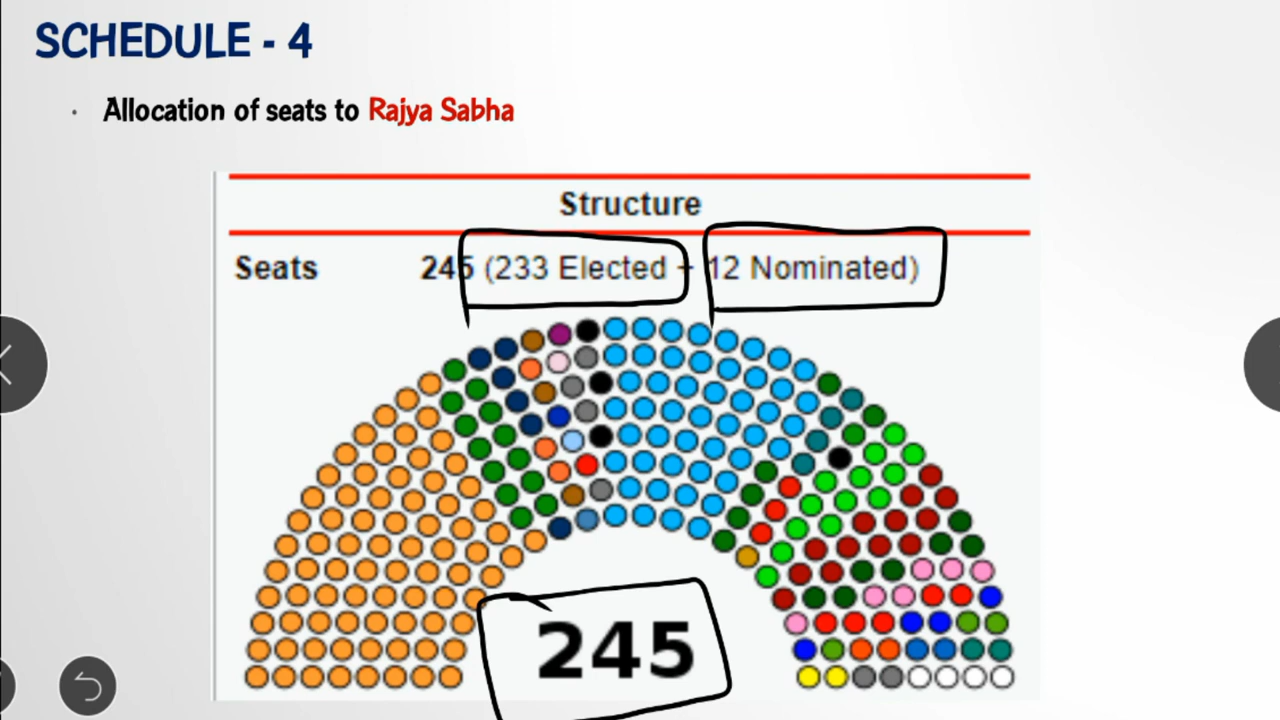 SCHEDULE - 4
· Allocation of seats to Rajya Sabha
Structure
Seats 245 (233 Elected + 12 Nominated)
245